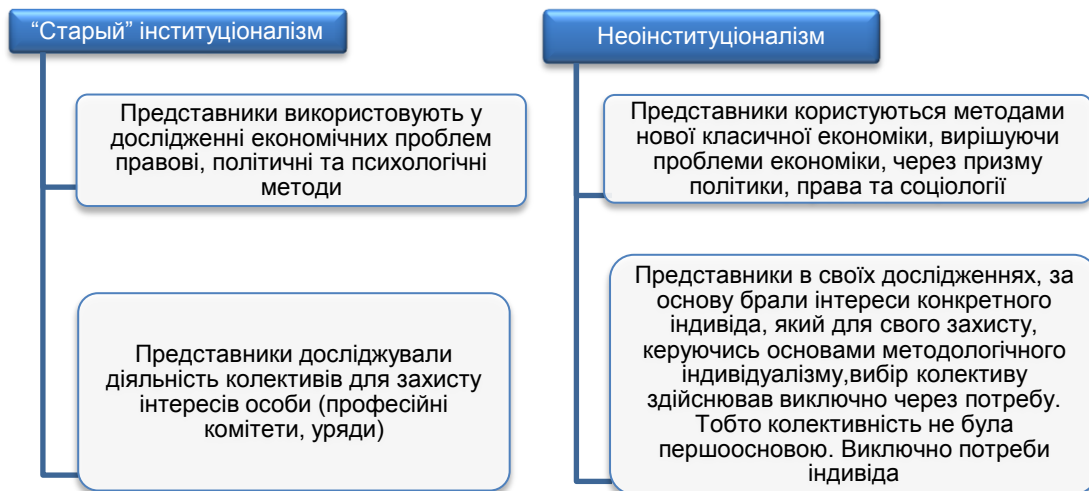 “Старый” інституціоналізм
Представники використовують у
дослідженні економічних проблем
правові, політичні та психологічні
методи
Представники досліджували
діяльність колективів для захисту
інтересів особи (професійні
комітети, уряди)
Неоінституціоналізм
Представники користуються методами
нової класичної економіки, вирішуючи
проблеми економіки, через призму
політики, права та соціології
Представники в своїх дослідженнях, за
основу брали інтереси конкретного
індивіда, який для свого захисту,
керуючись основами методологічного
індивідуалізму,вибір колективу
здійснював виключно через потребу.
Тобто колективність не була
першоосновою. Виключно потреби
індивіда